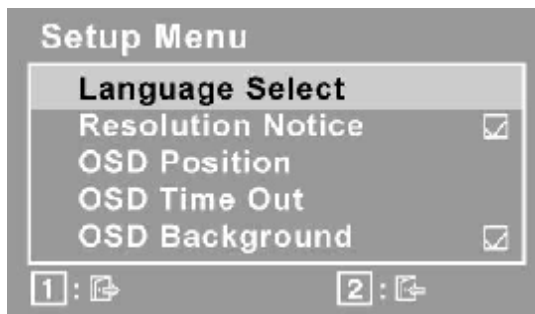 Setup Menu
Language Select
Resolution Notice
OSD Position
OSD Time Out
OSD Background
1 : 2 :